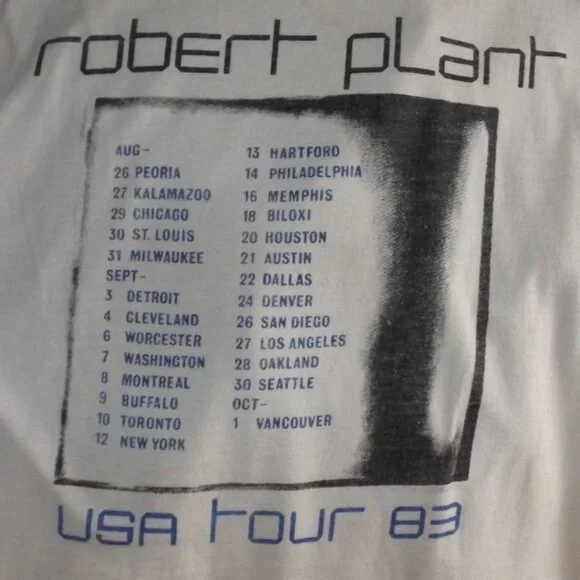 robert plant
AUG-
26 PEORIA
27 KALAMAZOO
29 CHICAGO
30 ST. LOUIS
31 MILWAUKEE
SEPT-
3 DETROIT
4 CLEVELAND
6 WORCESTER
7 WASHINGTON
8 MONTREAL
9 BUFFALO
10 TORONTO
12 NEW YORK
13 HARTFORD
14 PHILADELPHIA
16 MEMPHIS
18 BILOXI
20 HOUSTON
21 AUSTIN
22 DALLAS
24 DENVER
26 SAN DIEGO
27 LOS ANGELES
28 OAKLAND
30 SEATTLE
OCT-
1 VANCOUVER
USA tour 83